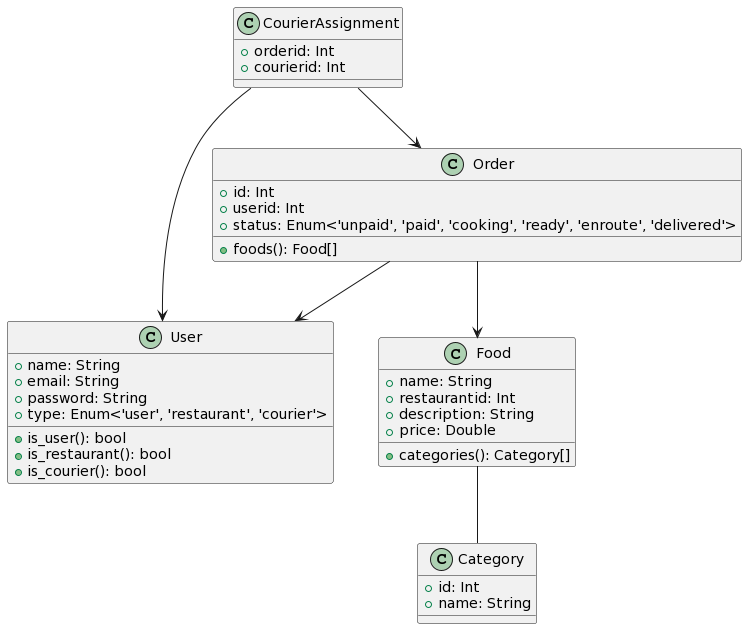 CourierAssignment
orderid: Int
courierid: Int
Order
id: Int
userid: Int
status: Enum<'unpaid', 'paid', 'cooking', 'ready', 'enroute', 'delivered'>
foods(): Food[]
User
name: String
email: String
password: String
type: Enum<'user', 'restaurant', 'courier'>
is_user(): bool
is_restaurant(): bool
is_courier(): bool
Food
name: String
restaurantid: Int
description: String
price: Double
categories(): Category[]
Category
id: Int
name: String